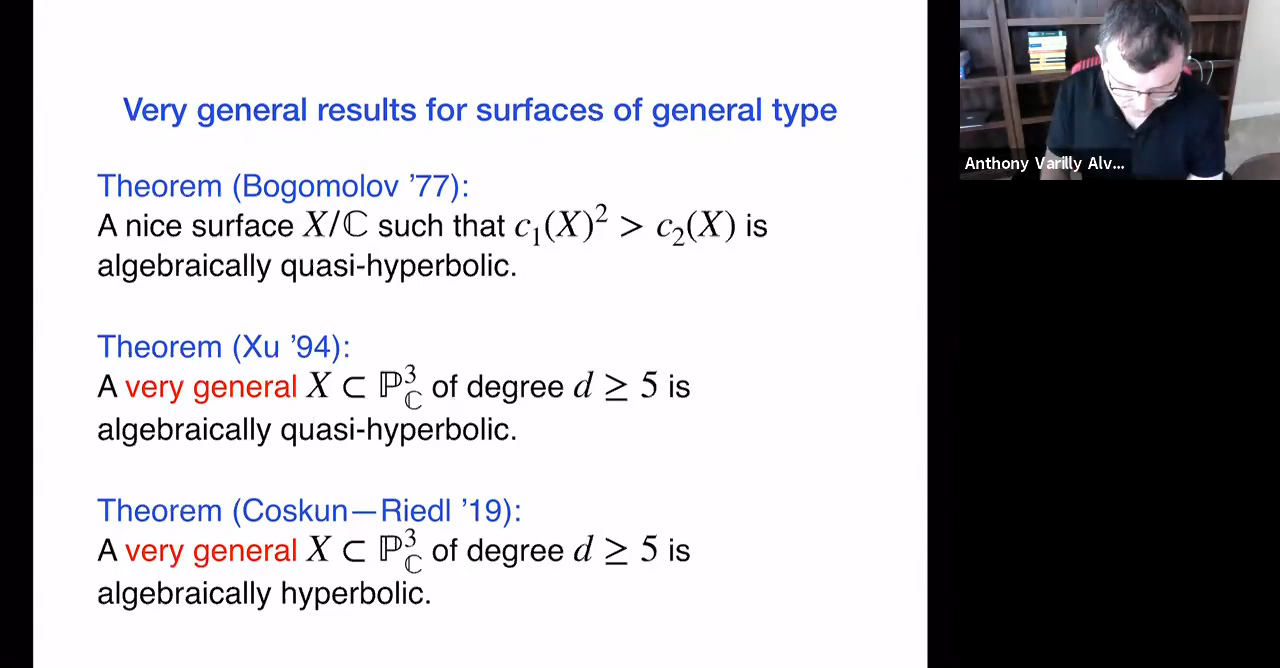 Very general results for surfaces of general type
Theorem (Bogomolov ’77):
A nice surface X/ℂ such that c₁(X)² > c₂(X) is
algebraically quasi-hyperbolic.
Theorem (Xu ’94):
A very general X ⊂ ℙ³_ℂ of degree d ≥ 5 is
algebraically quasi-hyperbolic.
Theorem (Coskun—Riedl ’19):
A very general X ⊂ ℙ³_ℂ of degree d ≥ 5 is
algebraically hyperbolic.
Anthony Varilly Alv...